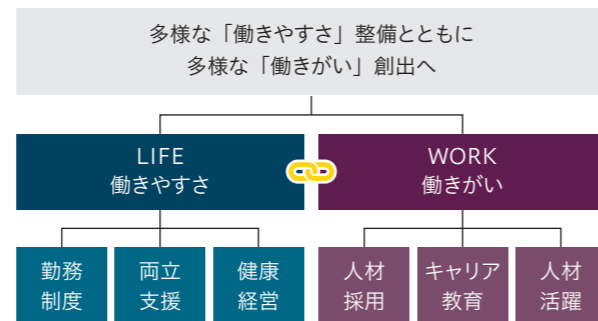 多様な「働きやすさ」整備とともに
多様な「働きがい」創出へ
LIFE
働きやすさ
WORK
働きがい
勤務
制度
両立
支援
健康
経営
人材
採用
キャリア
教育
人材
活躍